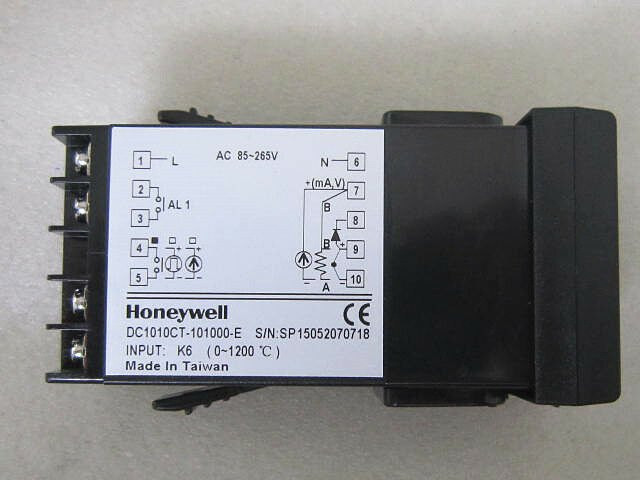 1 L AC 85~265V N 6
2 +(mA,V) 7
AL 1 B
3 8
4 + + B + 9
5 - - - A - 10
Honeywell CE
DC1010CT-101000-E S/N:SP15052070718
INPUT: K6 (0~1200 ℃)
Made In Taiwan